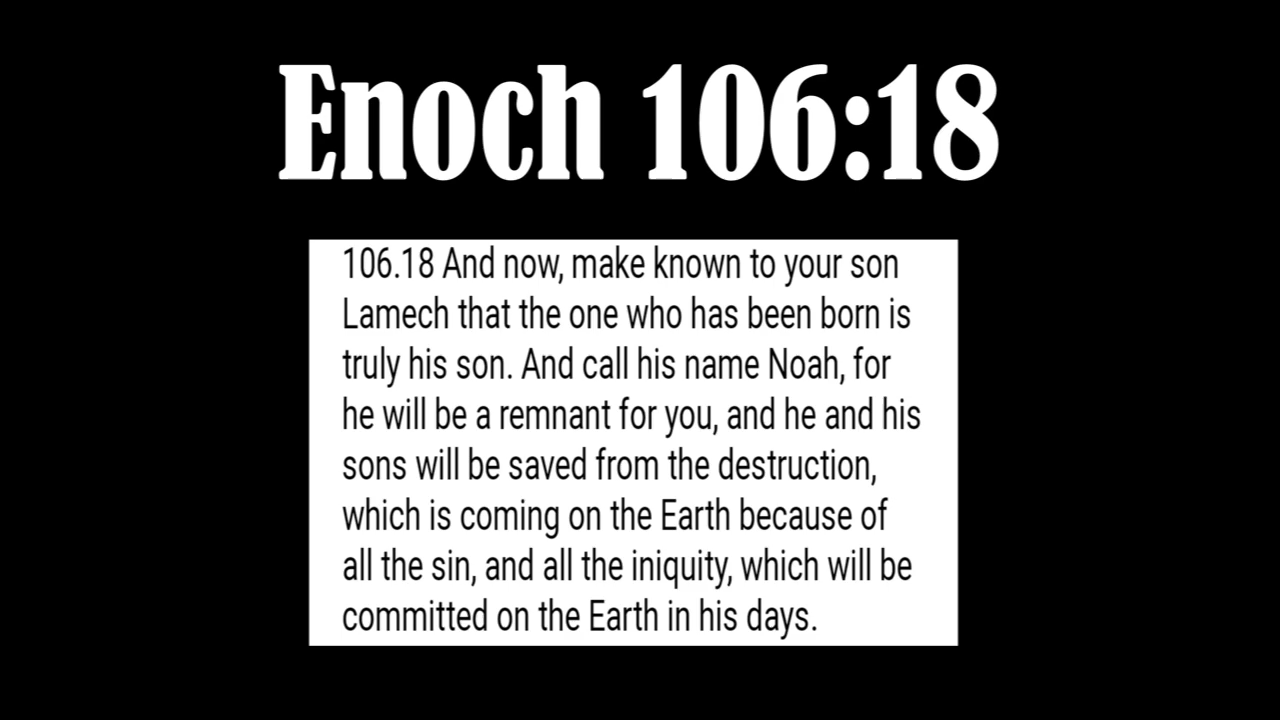 Enoch 106:18
106.18 And now, make known to your son
Lamech that the one who has been born is
truly his son. And call his name Noah, for
he will be a remnant for you, and he and his
sons will be saved from the destruction,
which is coming on the Earth because of
all the sin, and all the iniquity, which will be
committed on the Earth in his days.